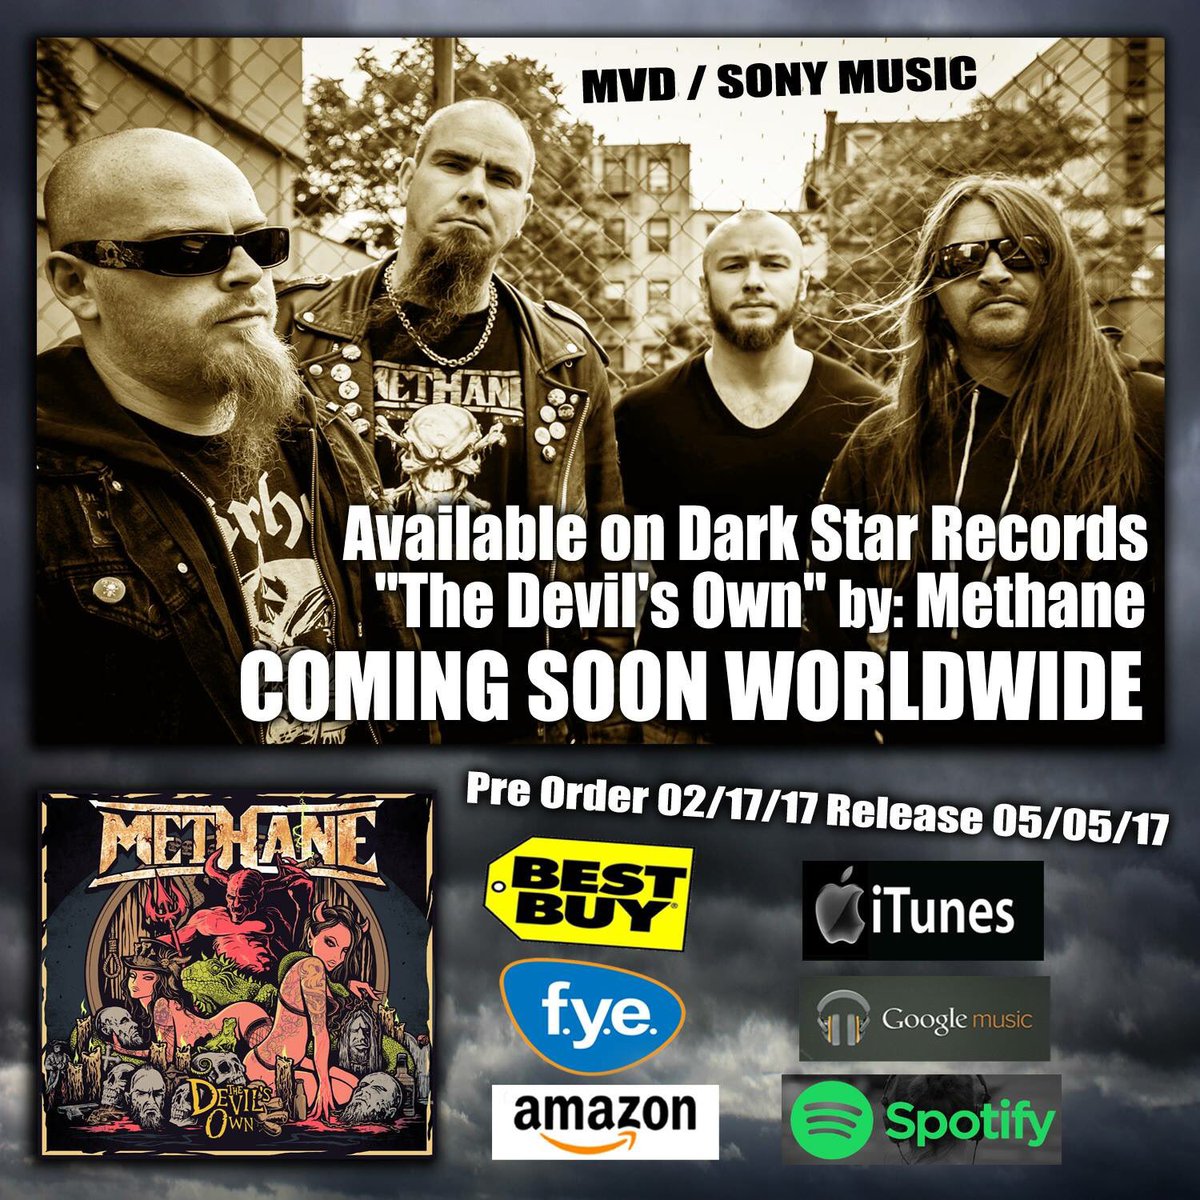 MVD / SONY MUSIC
METHANE
Available on Dark Star Records
"The Devil's Own" by: Methane
COMING SOON WORLDWIDE
Pre Order 02/17/17 Release 05/05/17
METHANE
THE
DEVIL'S
OWN
BEST
BUY
iTunes
f.y.e.
Google music
amazon
Spotify